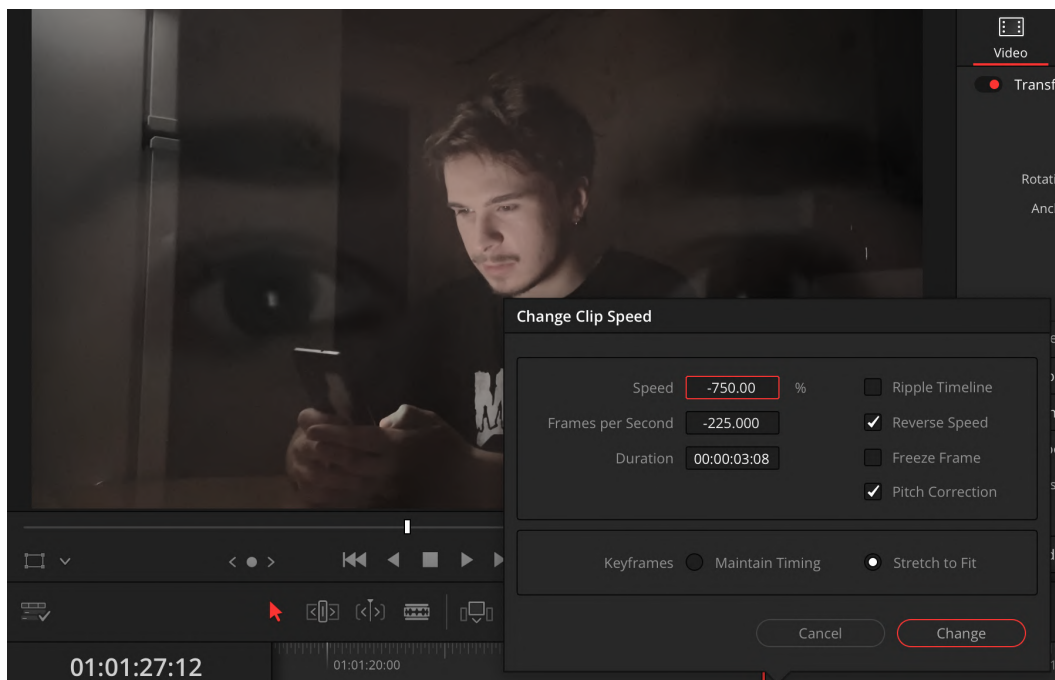 Video
Transf
Rotati
Anc
Change Clip Speed
Speed -750.00 % Ripple Timeline
Frames per Second -225.000 Reverse Speed
Duration 00:00:03:08 Freeze Frame
Pitch Correction
Keyframes Maintain Timing Stretch to Fit
Cancel Change
01:01:27:12
01:01:20:00